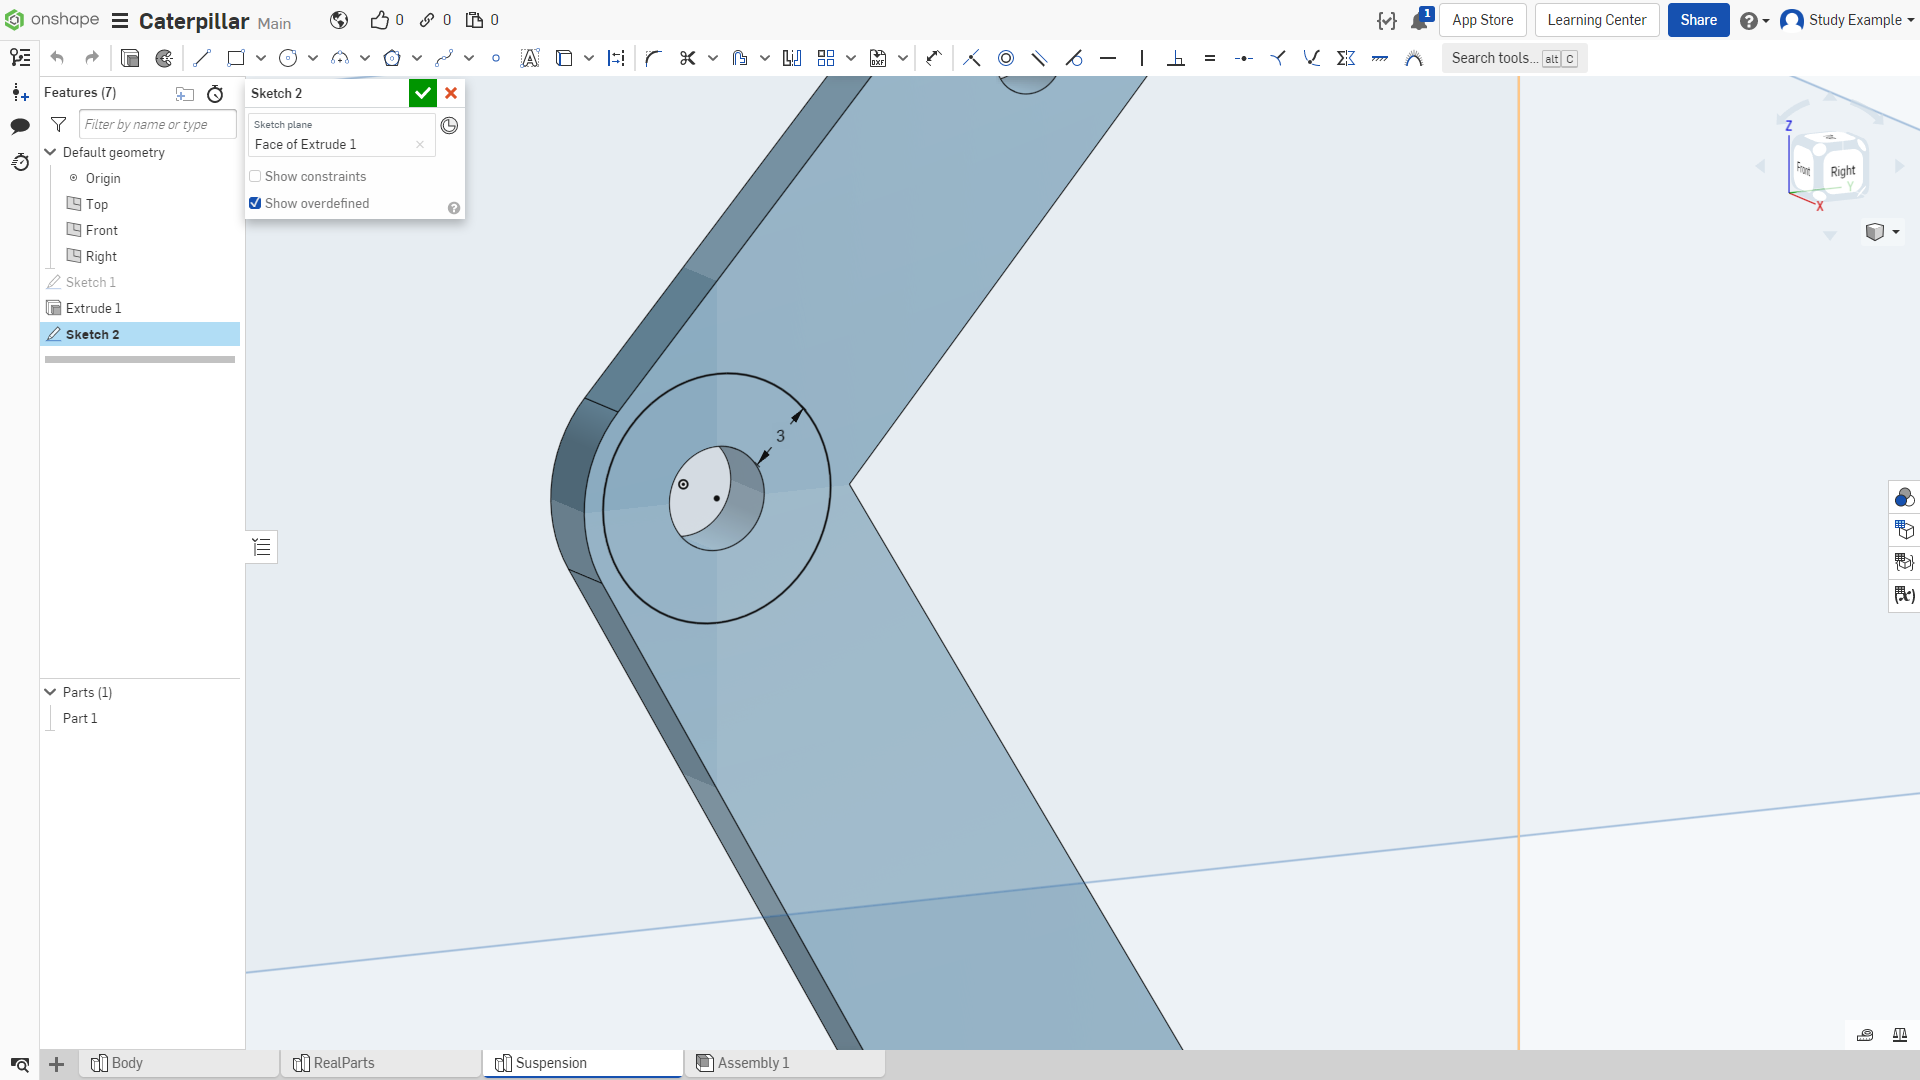 onshape Caterpillar Main 0 0 0 1 App Store Learning Center Share Study Example
Search tools... alt C
Features (7)
Filter by name or type
Default geometry
Origin
Top
Front
Right
Sketch 1
Extrude 1
Sketch 2
Parts (1)
Part 1
Sketch 2
Sketch plane
Face of Extrude 1
Show constraints
Show overdefined
3
Z
Front
Right
Y
X
Body
RealParts
Suspension
Assembly 1